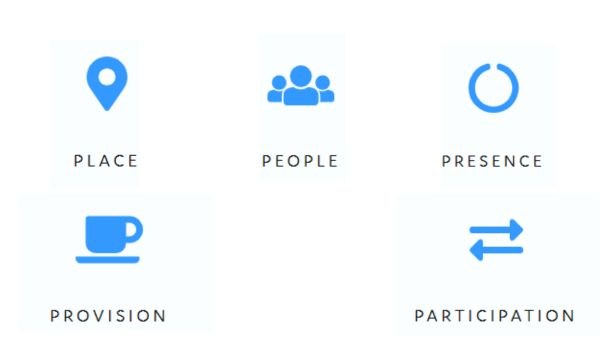 PLACE
PEOPLE
PRESENCE
PROVISION
PARTICIPATION